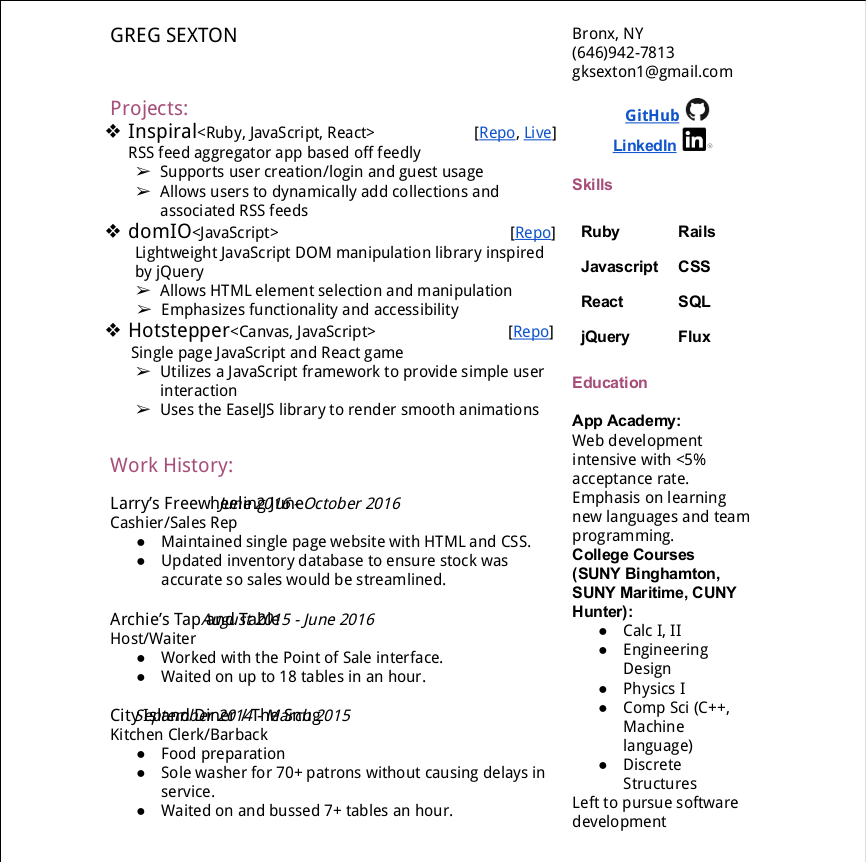 GREG SEXTON
Projects:
❖ Inspiral<Ruby, JavaScript, React> [Repo, Live]
RSS feed aggregator app based off feedly
➢ Supports user creation/login and guest usage
➢ Allows users to dynamically add collections and
associated RSS feeds
❖ domIO<JavaScript> [Repo]
Lightweight JavaScript DOM manipulation library inspired
by jQuery
➢ Allows HTML element selection and manipulation
➢ Emphasizes functionality and accessibility
❖ Hotstepper<Canvas, JavaScript> [Repo]
Single page JavaScript and React game
➢ Utilizes a JavaScript framework to provide simple user
interaction
➢ Uses the EaselJS library to render smooth animations
Work History:
Larry’s Freewheeling June 2016 - October 2016
Cashier/Sales Rep
● Maintained single page website with HTML and CSS.
● Updated inventory database to ensure stock was
accurate so sales would be streamlined.
Archie’s Tap and Table August 2015 - June 2016
Host/Waiter
● Worked with the Point of Sale interface.
● Waited on up to 18 tables in an hour.
City Island Diner / The Snug September 2014 - March 2015
Kitchen Clerk/Barback
● Food preparation
● Sole washer for 70+ patrons without causing delays in
service.
● Waited on and bussed 7+ tables an hour.
Bronx, NY
(646)942-7813
gksexton1@gmail.com
GitHub
LinkedIn in
Skills
Ruby Rails
Javascript CSS
React SQL
jQuery Flux
Education
App Academy:
Web development
intensive with <5%
acceptance rate.
Emphasis on learning
new languages and team
programming.
College Courses
(SUNY Binghamton,
SUNY Maritime, CUNY
Hunter):
● Calc I, II
● Engineering
Design
● Physics I
● Comp Sci (C++,
Machine
language)
● Discrete
Structures
Left to pursue software
development